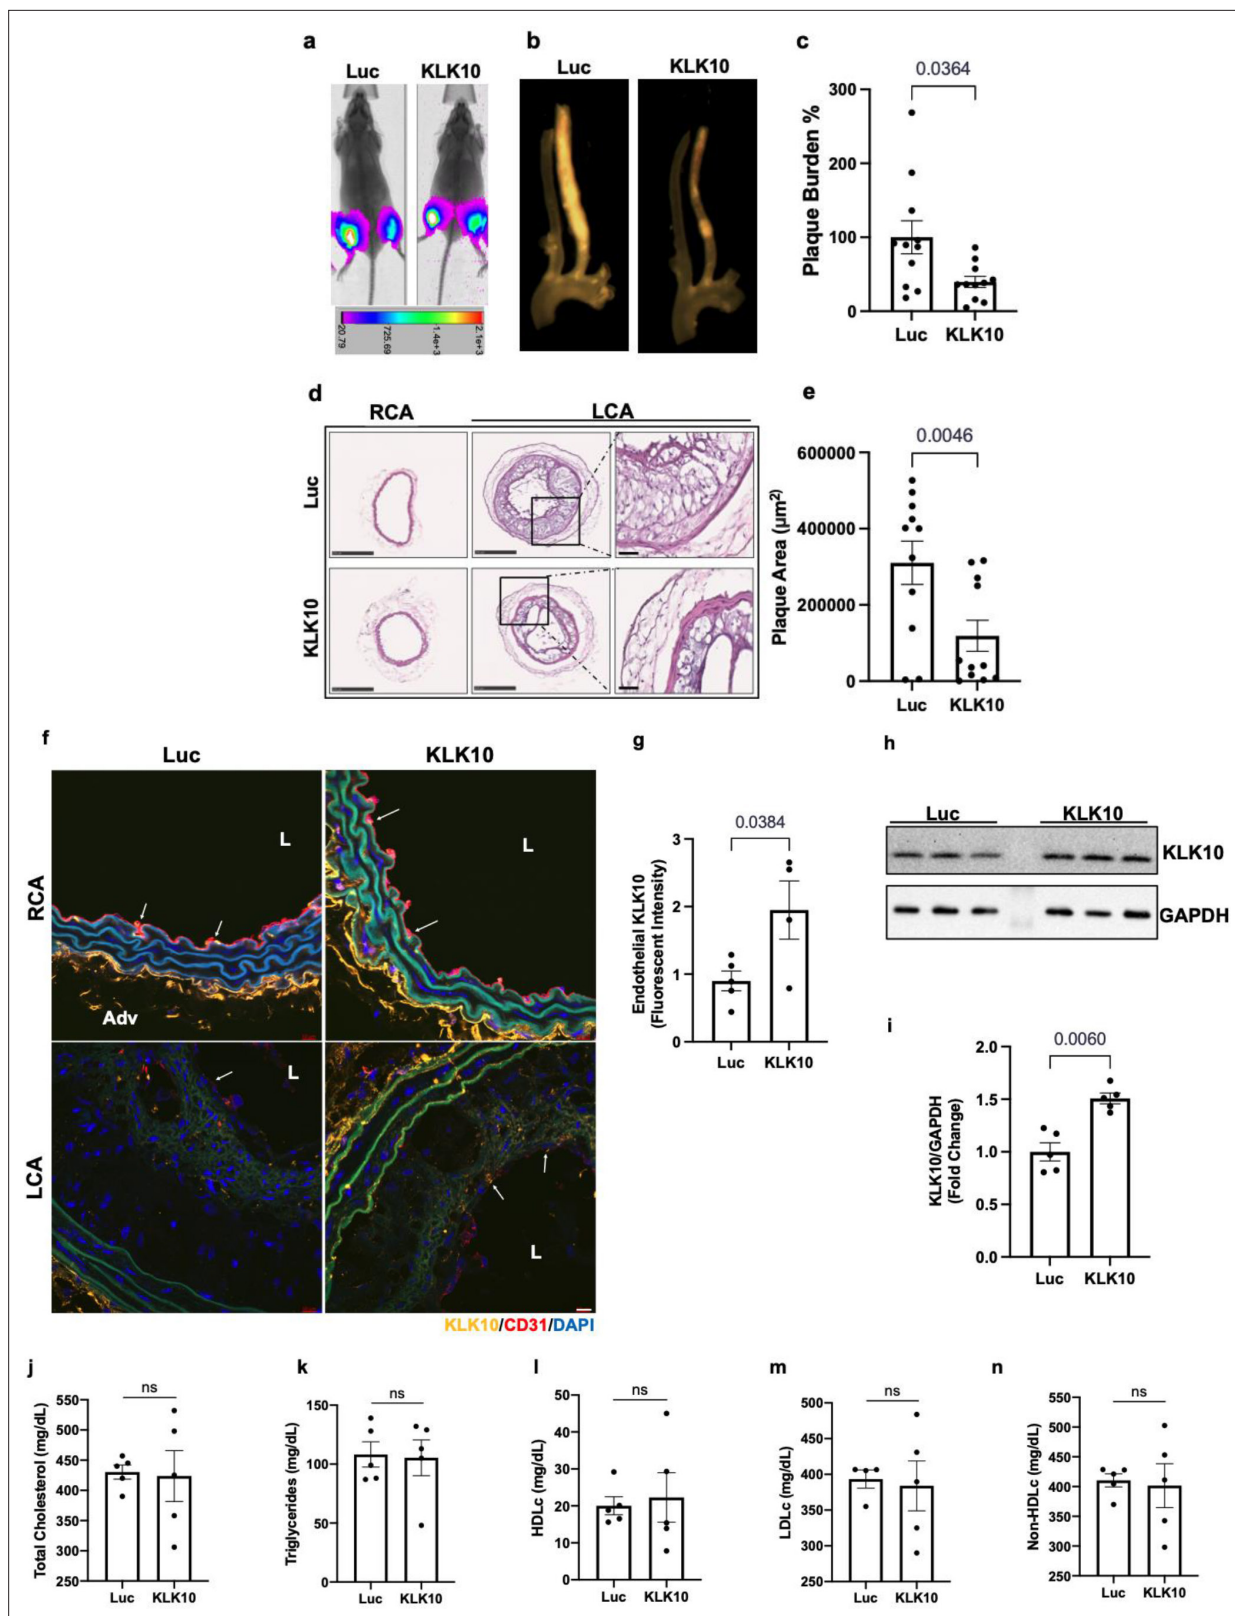 a
Luc KLK10
20.79 725.69 1.4e+3 2.1e+3
b
Luc KLK10
c
0.0364
Plaque Burden %
300
200
100
0
Luc KLK10
d
RCA LCA
Luc
KLK10
e
0.0046
Plaque Area (µm²)
600000
400000
200000
0
Luc KLK10
f
Luc KLK10
RCA
L
L
Adv
LCA
L
L
KLK10/CD31/DAPI
g
0.0384
Endothelial KLK10
(Fluorescent Intensity)
3
2
1
0
Luc KLK10
h
Luc KLK10
KLK10
GAPDH
i
0.0060
KLK10/GAPDH
(Fold Change)
2.0
1.5
1.0
0.5
0.0
Luc KLK10
j
ns
Total Cholesterol (mg/dL)
550
500
450
400
350
300
250
Luc KLK10
k
ns
Triglycerides (mg/dL)
150
100
50
0
Luc KLK10
l
ns
HDLc (mg/dL)
50
40
30
20
10
0
Luc KLK10
m
ns
LDLc (mg/dL)
500
450
400
350
300
250
Luc KLK10
n
ns
Non-HDLc (mg/dL)
550
500
450
400
350
300
250
Luc KLK10